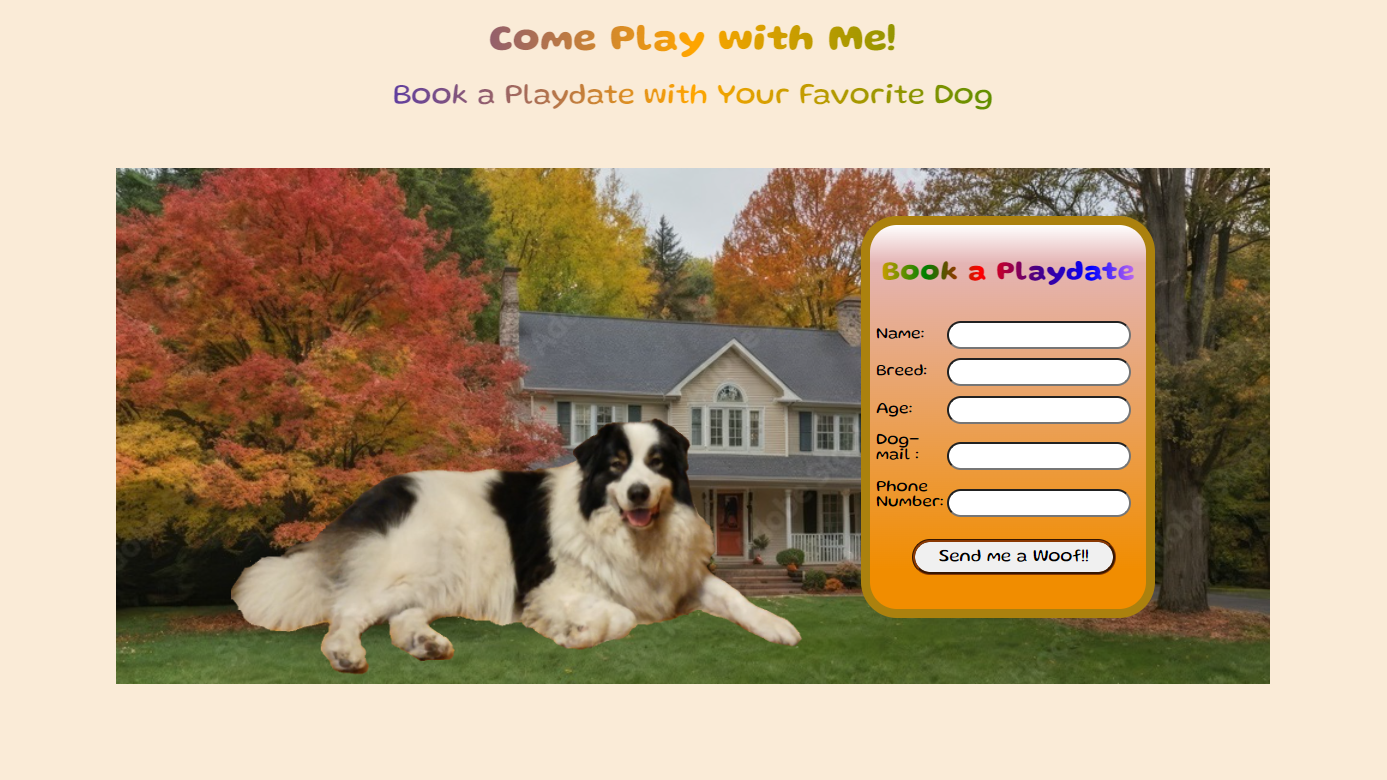 Come Play with Me!
Book a Playdate with Your Favorite Dog
Book a Playdate
Name:
Breed:
Age:
Dog-
mail :
Phone
Number:
Send me a Woof!!